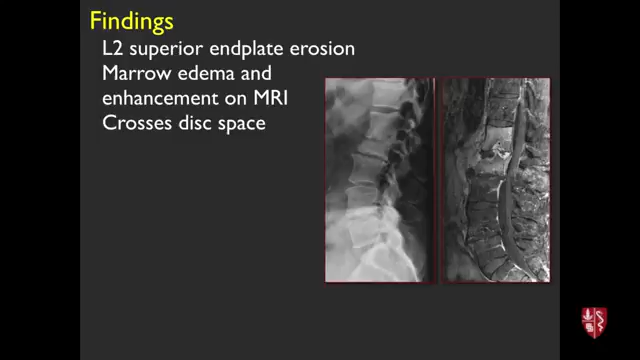 Findings
L2 superior endplate erosion
Marrow edema and
enhancement on MRI
Crosses disc space